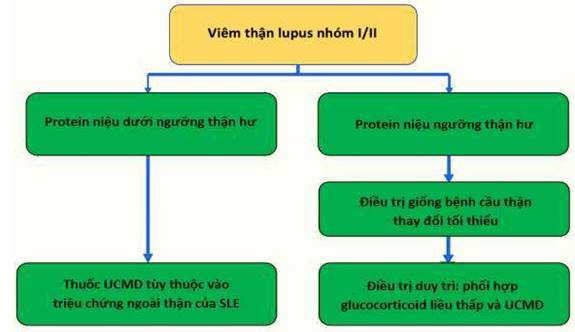 Viêm thận lupus nhóm I/II
Protein niệu dưới ngưỡng thận hư
Protein niệu ngưỡng thận hư
Điều trị giống bệnh cầu thận
thay đổi tối thiểu
Thuốc UCMD tùy thuộc vào
triệu chứng ngoài thận của SLE
Điều trị duy trì: phối hợp
glucocorticoid liều thấp và UCMD